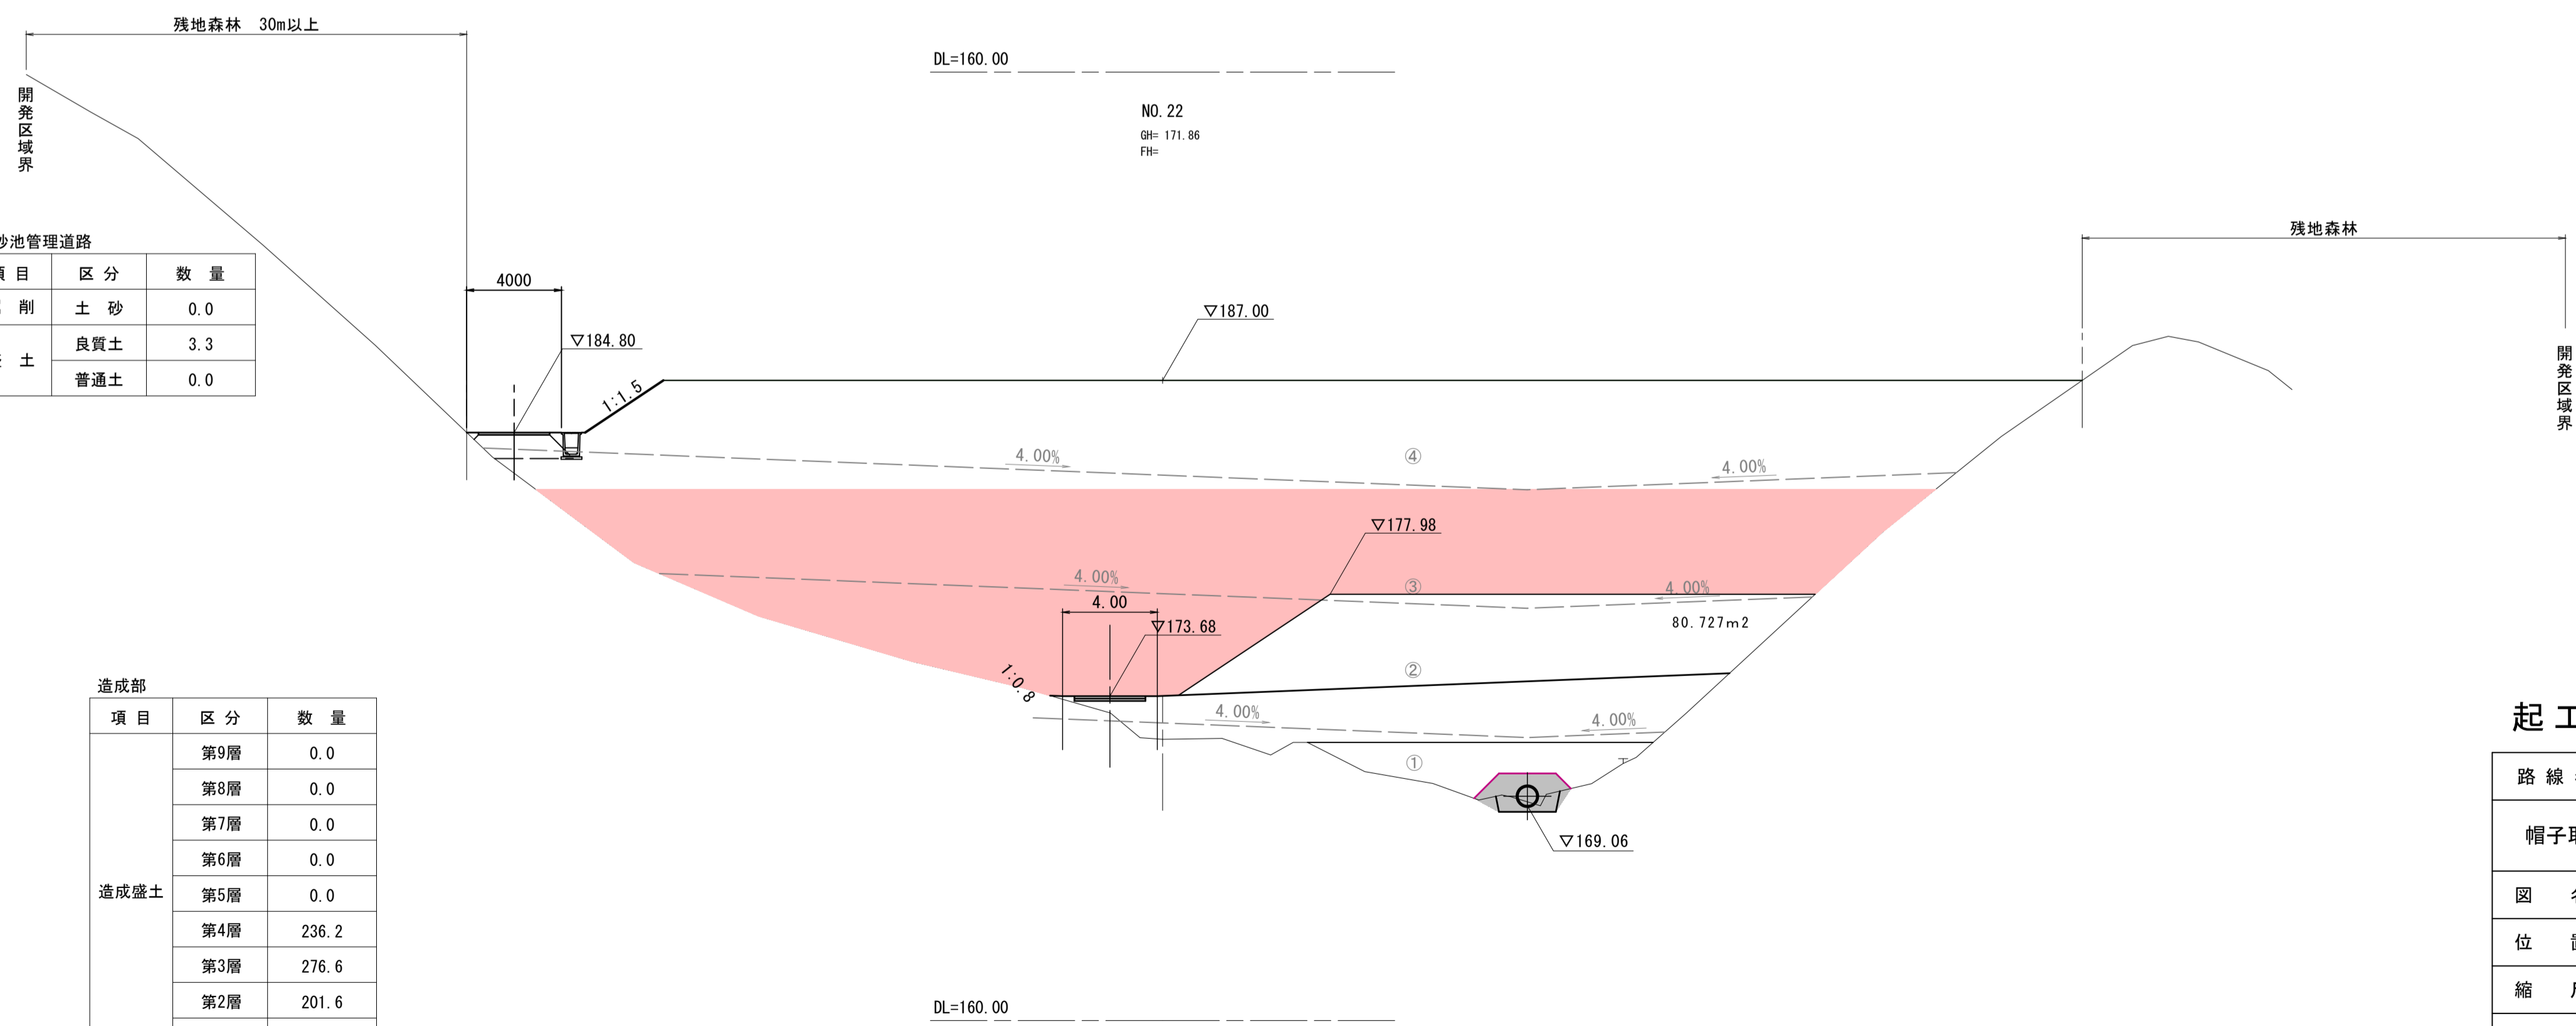 残地森林 30m以上
開発区域界
DL=160.00
NO.22
GH= 171.86
FH=
残地森林
開発区域界
池管理道路
目 区分 数量
削 土砂 0.0
土 良質土 3.3
普通土 0.0
4000
▽184.80
1:1.5
▽187.00
4.00%
④
4.00%
▽177.98
4.00%
③
4.00%
4.00
▽173.68
80.727m2
1:0.8
②
4.00%
4.00%
①
▽169.06
造成部
項目 区分 数量
造成盛土
第9層 0.0
第8層 0.0
第7層 0.0
第6層 0.0
第5層 0.0
第4層 236.2
第3層 276.6
第2層 201.6
起工
路線
帽子
図
位
縮
DL=160.00